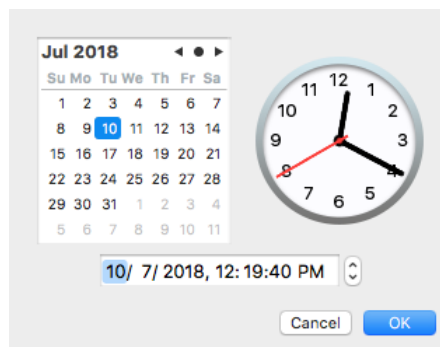 Jul 2018
Su Mo Tu We Th Fr Sa
1 2 3 4 5 6 7
8 9 10 11 12 13 14
15 16 17 18 19 20 21
22 23 24 25 26 27 28
29 30 31 1 2 3 4
5 6 7 8 9 10 11
12
1
2
3
4
5
6
7
8
9
10
11
10/ 7/ 2018, 12:19:40 PM
Cancel OK